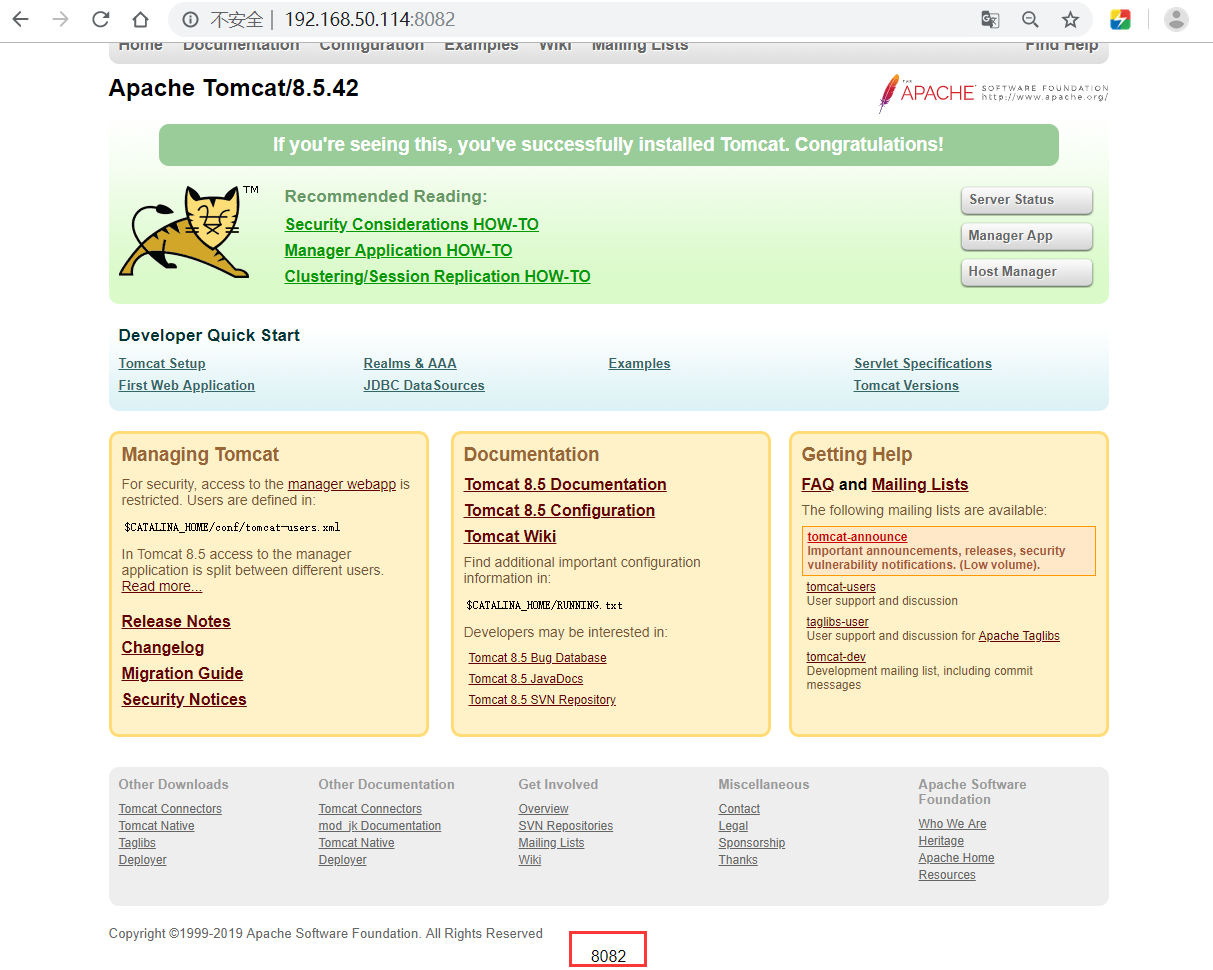 不安全 | 192.168.50.114:8082
Home Documentation Configuration Examples Wiki Mailing Lists Find Help
Apache Tomcat/8.5.42
THE APACHE SOFTWARE FOUNDATION
http://www.apache.org/
If you're seeing this, you've successfully installed Tomcat. Congratulations!
TM
Recommended Reading:
Security Considerations HOW-TO
Manager Application HOW-TO
Clustering/Session Replication HOW-TO
Server Status
Manager App
Host Manager
Developer Quick Start
Tomcat Setup
First Web Application
Realms & AAA
JDBC DataSources
Examples
Servlet Specifications
Tomcat Versions
Managing Tomcat
For security, access to the manager webapp is
restricted. Users are defined in:
$CATALINA_HOME/conf/tomcat-users.xml
In Tomcat 8.5 access to the manager
application is split between different users.
Read more...
Release Notes
Changelog
Migration Guide
Security Notices
Documentation
Tomcat 8.5 Documentation
Tomcat 8.5 Configuration
Tomcat Wiki
Find additional important configuration
information in:
$CATALINA_HOME/RUNNING.txt
Developers may be interested in:
Tomcat 8.5 Bug Database
Tomcat 8.5 JavaDocs
Tomcat 8.5 SVN Repository
Getting Help
FAQ and Mailing Lists
The following mailing lists are available:
tomcat-announce
Important announcements, releases, security
vulnerability notifications. (Low volume).
tomcat-users
User support and discussion
taglibs-user
User support and discussion for Apache Taglibs
tomcat-dev
Development mailing list, including commit
messages
Other Downloads
Tomcat Connectors
Tomcat Native
Taglibs
Deployer
Other Documentation
Tomcat Connectors
mod_jk Documentation
Tomcat Native
Deployer
Get Involved
Overview
SVN Repositories
Mailing Lists
Wiki
Miscellaneous
Contact
Legal
Sponsorship
Thanks
Apache Software
Foundation
Who We Are
Heritage
Apache Home
Resources
Copyright ©1999-2019 Apache Software Foundation. All Rights Reserved
8082